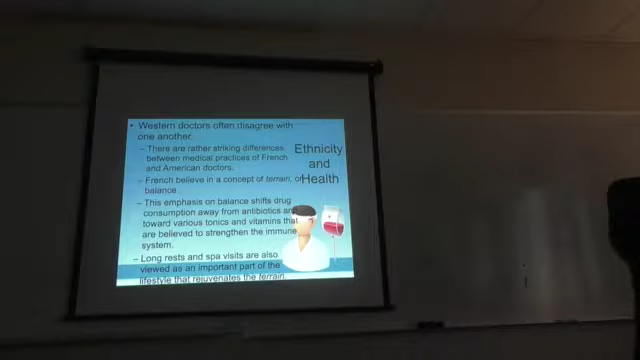 • Western doctors often disagree with
one another.
– There are rather striking differences
between medical practices of French
and American doctors.
– French believe in a concept of terrain, or
balance
– This emphasis on balance shifts drug
consumption away from antibiotics and
toward various tonics and vitamins that
are believed to strengthen the immune
system.
– Long rests and spa visits are also
viewed as an important part of the
lifestyle that rejuvenates the terrain.
Ethnicity
and
Health